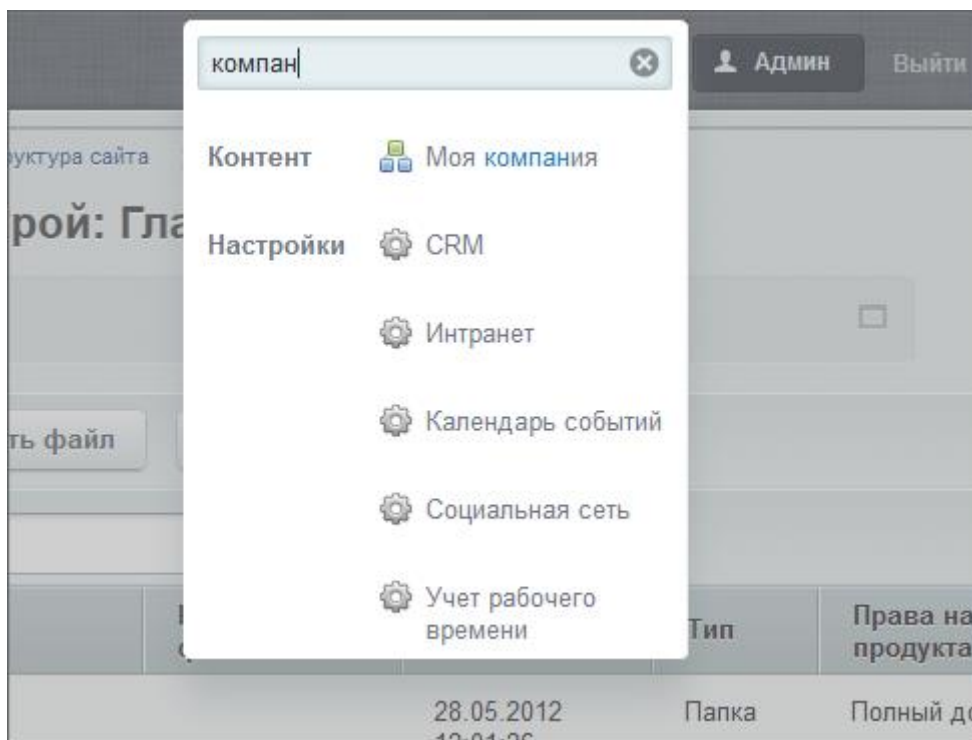 компан
Админ
Выйти
структура сайта
Контент
Моя компания
рой: Гла
Настройки
CRM
Интранет
Календарь событий
ть файл
Социальная сеть
Учет рабочего
времени
Тип
Права на
продукта
28.05.2012
Папка
Полный до